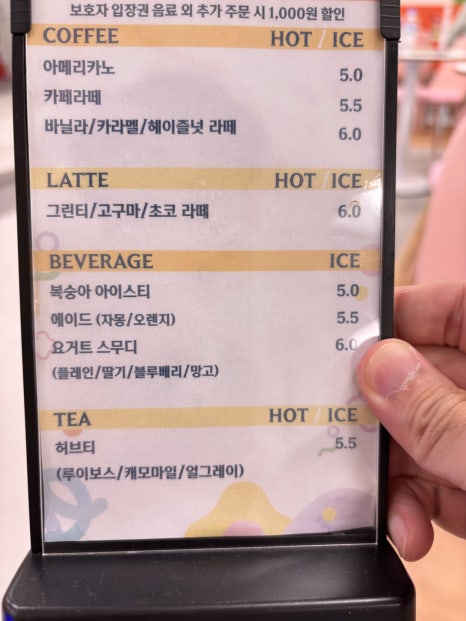 보호자 입장권 음료 외 추가 주문 시 1,000원 할인
COFFEE HOT / ICE
아메리카노 5.0
카페라떼 5.5
바닐라/카라멜/헤이즐넛 라떼 6.0
LATTE HOT / ICE
그린티/고구마/초코 라떼 6.0
BEVERAGE ICE
복숭아 아이스티 5.0
에이드 (자몽/오렌지) 5.5
요거트 스무디 6.0
(플레인/딸기/블루베리/망고)
TEA HOT / ICE
허브티 5.5
(루이보스/캐모마일/얼그레이)